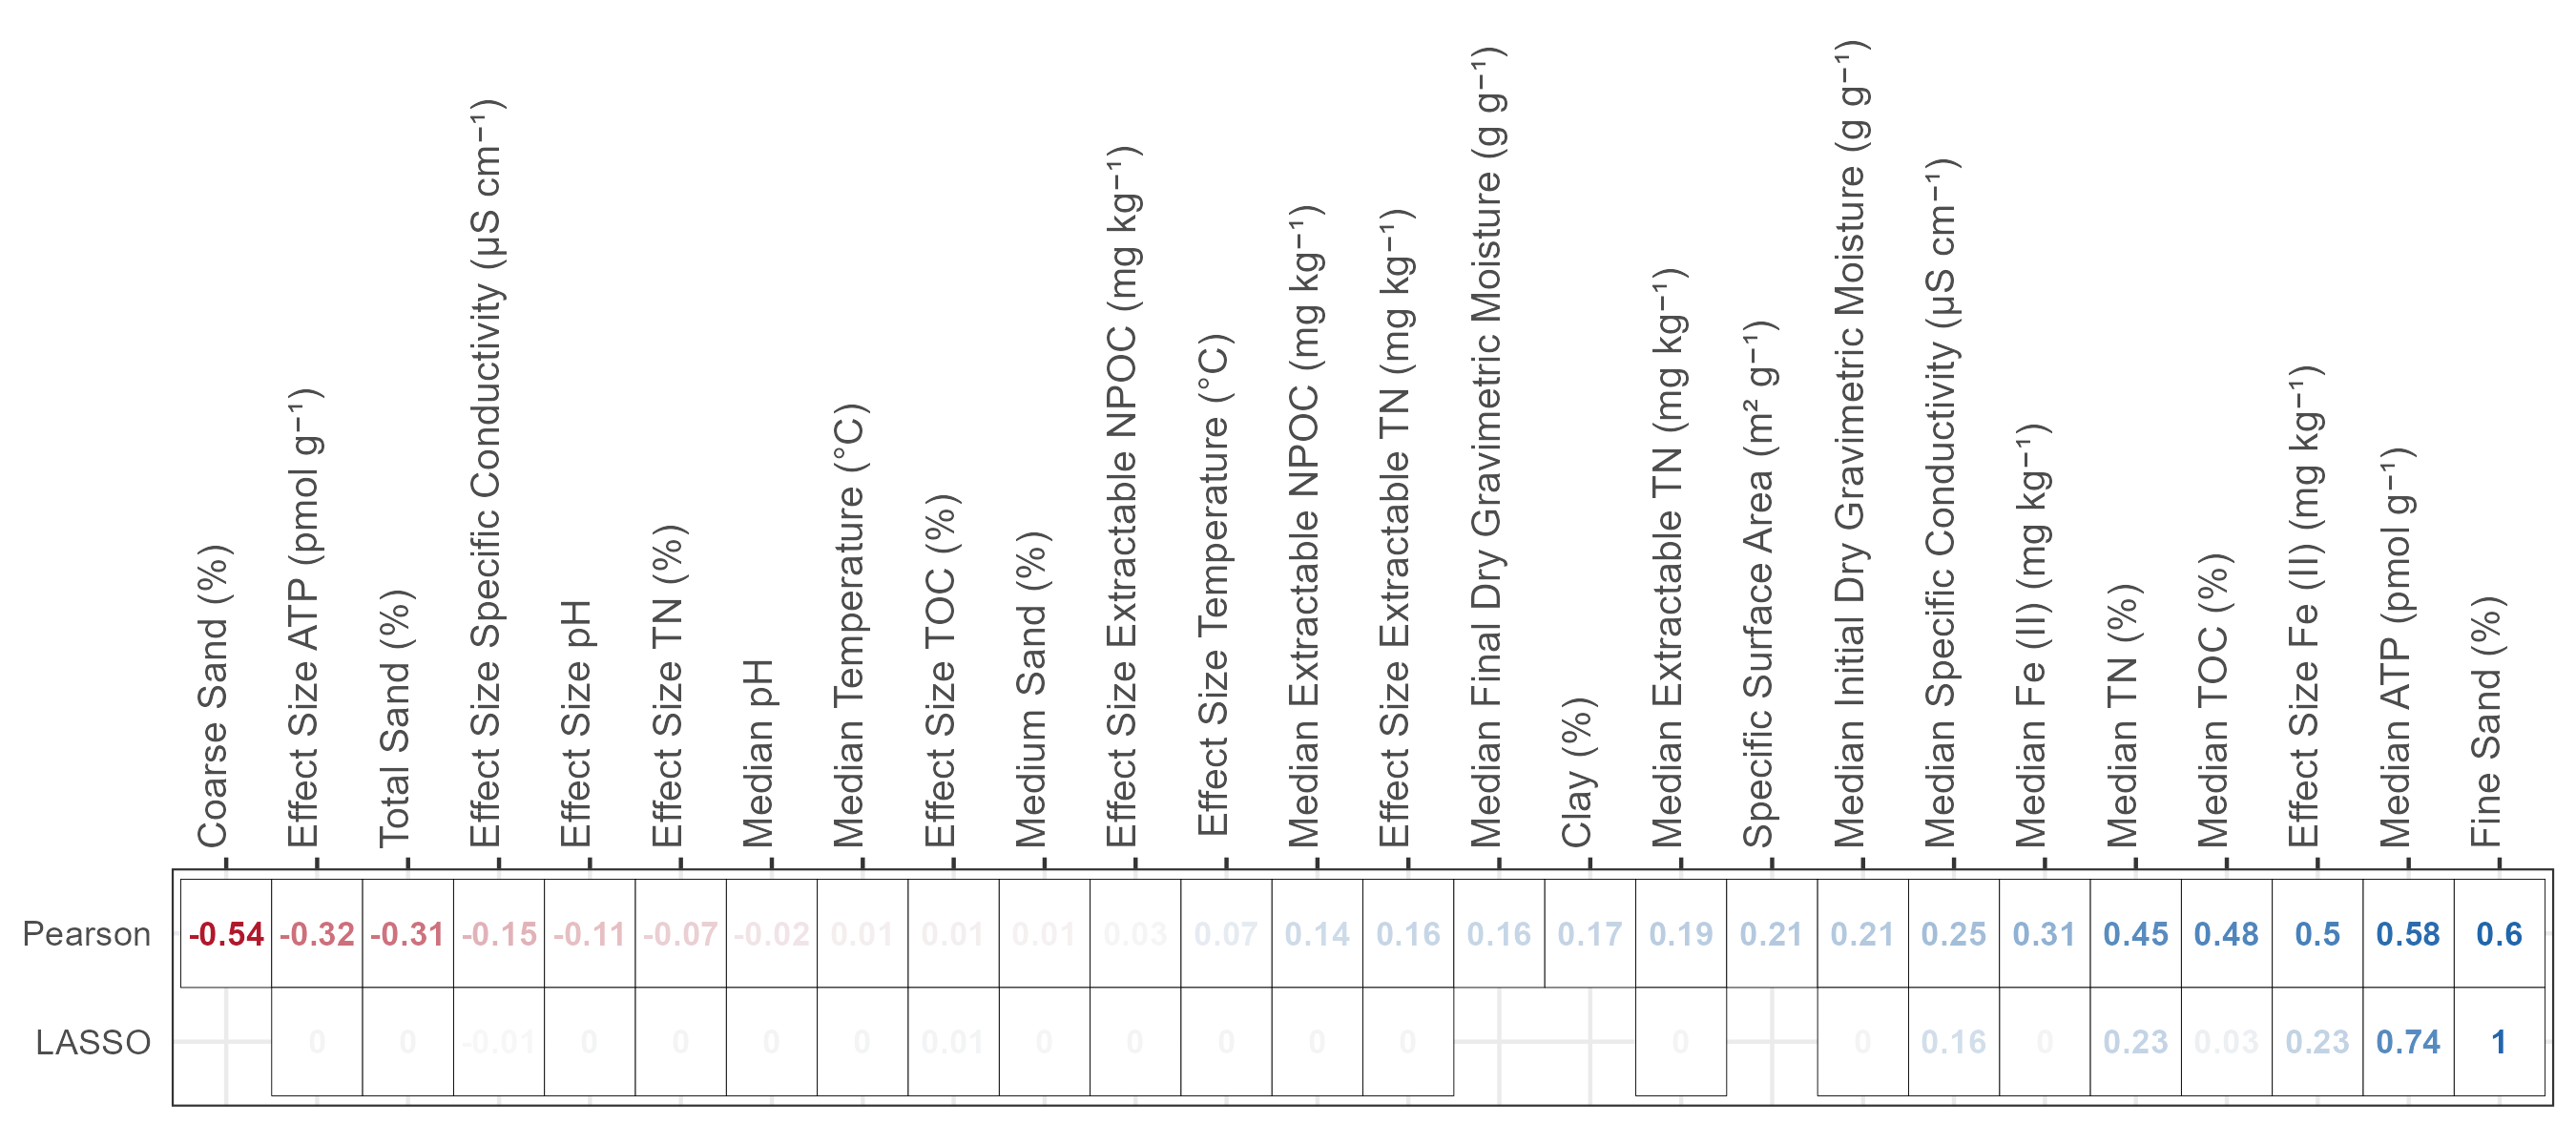 Coarse Sand (%)
Effect Size ATP (pmol g⁻¹)
Total Sand (%)
Effect Size Specific Conductivity (µS cm⁻¹)
Effect Size pH
Effect Size TN (%)
Median pH
Median Temperature (°C)
Effect Size TOC (%)
Medium Sand (%)
Effect Size Extractable NPOC (mg kg⁻¹)
Effect Size Temperature (°C)
Median Extractable NPOC (mg kg⁻¹)
Effect Size Extractable TN (mg kg⁻¹)
Median Final Dry Gravimetric Moisture (g g⁻¹)
Clay (%)
Median Extractable TN (mg kg⁻¹)
Specific Surface Area (m² g⁻¹)
Median Initial Dry Gravimetric Moisture (g g⁻¹)
Median Specific Conductivity (µS cm⁻¹)
Median Fe (II) (mg kg⁻¹)
Median TN (%)
Median TOC (%)
Effect Size Fe (II) (mg kg⁻¹)
Median ATP (pmol g⁻¹)
Fine Sand (%)
Pearson -0.54 -0.32 -0.31 -0.15 -0.11 -0.07 -0.02 0.01 0.01 0.01 0.03 0.07 0.14 0.16 0.16 0.17 0.19 0.21 0.21 0.25 0.31 0.45 0.48 0.5 0.58 0.6
LASSO 0 0 -0.01 0 0 0 0 0.01 0 0 0 0 0 0 0 0.16 0 0.23 0.03 0.23 0.74 1